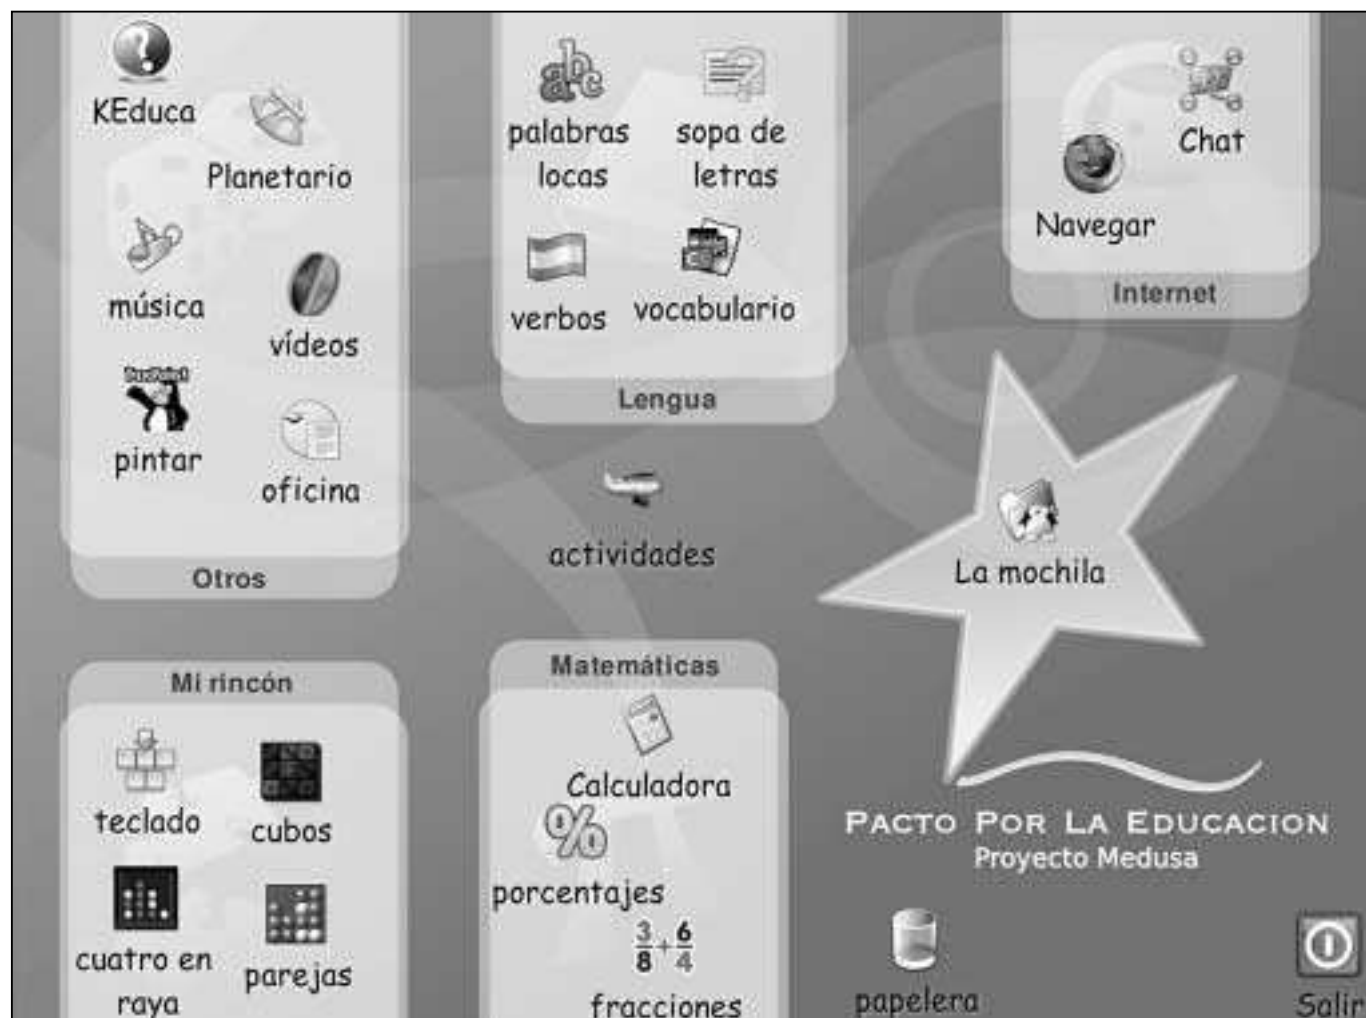 KEduca
Planetario
música
vídeos
TuxPaint
pintar
oficina
Otros
abc
palabras
locas
sopa de
letras
verbos
vocabulario
Lengua
Chat
Navegar
Internet
actividades
La mochila
Mi rincón
teclado
cubos
cuatro en
raya
parejas
Matemáticas
Calculadora
%
porcentajes
3/8 + 6/4
fracciones
PACTO POR LA EDUCACION
Proyecto Medusa
papelera
Salir